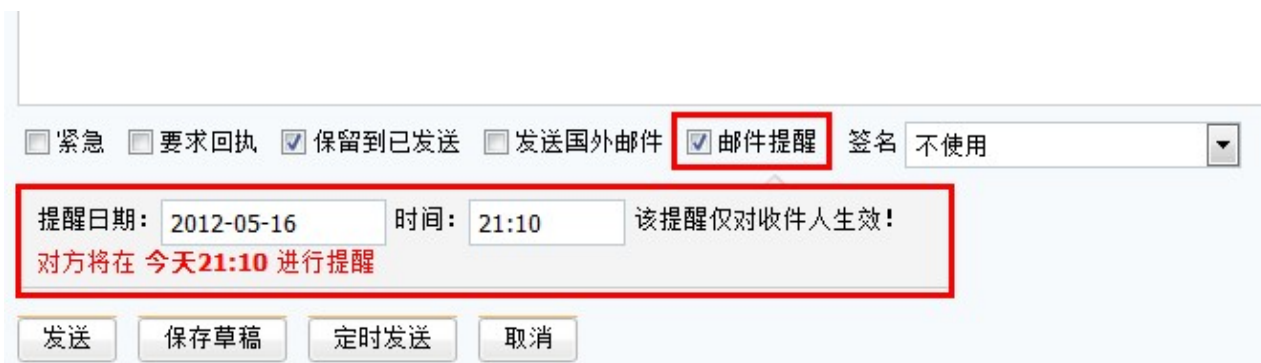 紧急 要求回执 保留到已发送 发送国外邮件 邮件提醒 签名 不使用
提醒日期： 2012-05-16 时间： 21:10 该提醒仅对收件人生效！
对方将在 今天21:10 进行提醒
发送 保存草稿 定时发送 取消